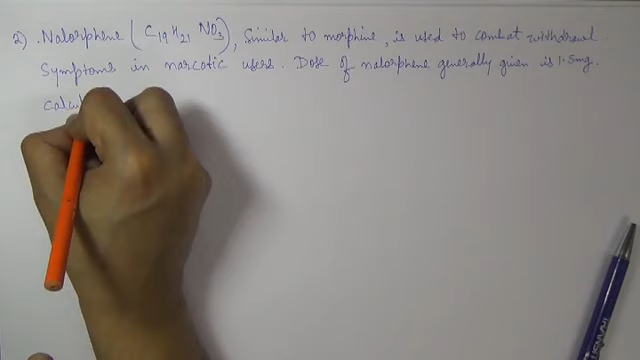 2) Nalorphene (C19H21NO3), Similar to morphine, is used to combat withdrawal
Symptoms in narcotic users. Dose of nalorphene generally given is 1.5mg.
Calcul